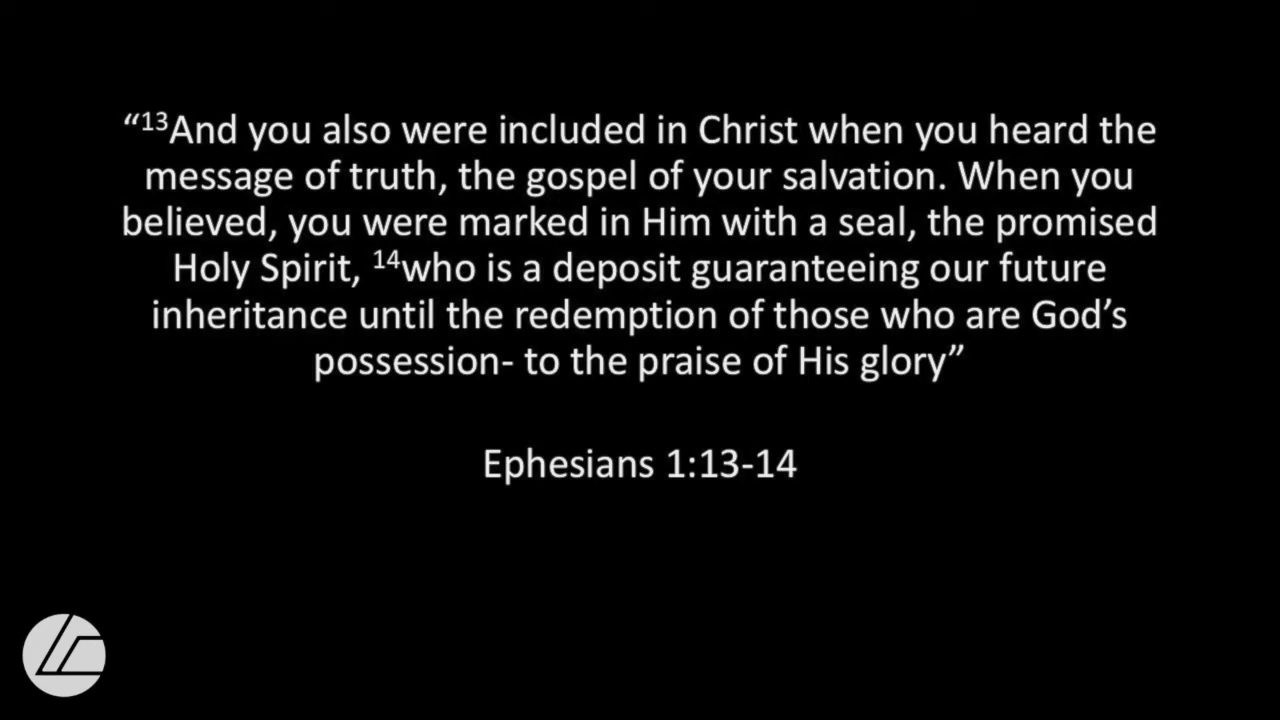 “13And you also were included in Christ when you heard the
message of truth, the gospel of your salvation. When you
believed, you were marked in Him with a seal, the promised
Holy Spirit, 14who is a deposit guaranteeing our future
inheritance until the redemption of those who are God’s
possession- to the praise of His glory”
Ephesians 1:13-14